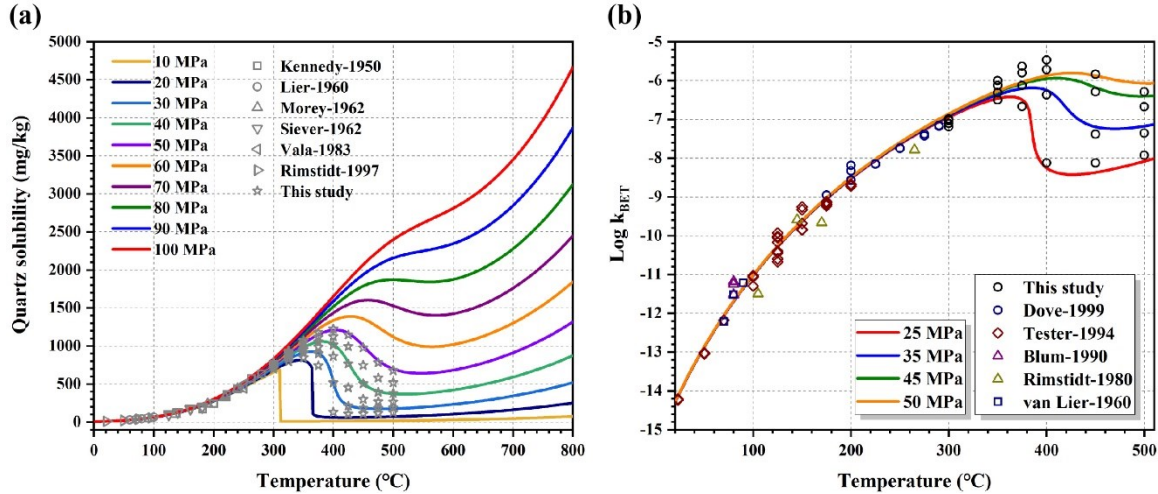 (a)
5000
4500
4000
3500
3000
2500
2000
1500
1000
500
0
Quartz solubility (mg/kg)
10 MPa
20 MPa
30 MPa
40 MPa
50 MPa
60 MPa
70 MPa
80 MPa
90 MPa
100 MPa
Kennedy-1950
Lier-1960
Morey-1962
Siever-1962
Vala-1983
Rimstidt-1997
This study
0 100 200 300 400 500 600 700 800
Temperature (°C)
(b)
-5
-6
-7
-8
-9
-10
-11
-12
-13
-14
-15
Log kBET
25 MPa
35 MPa
45 MPa
50 MPa
This study
Dove-1999
Tester-1994
Blum-1990
Rimstidt-1980
van Lier-1960
100 200 300 400 500
Temperature (°C)